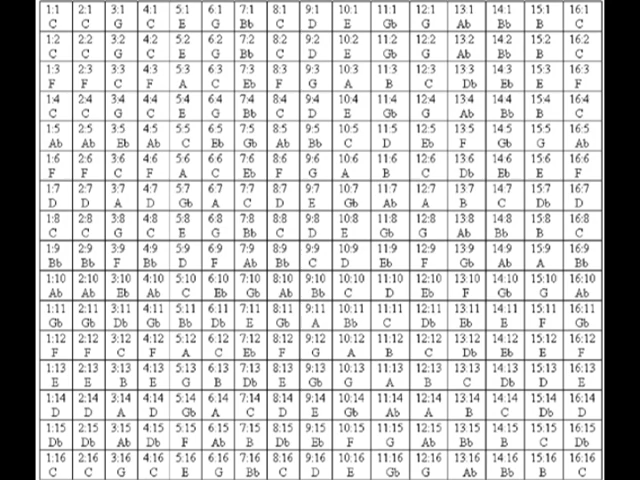 1:1 2:1 3:1 4:1 5:1 6:1 7:1 8:1 9:1 10:1 11:1 12:1 13:1 14:1 15:1 16:1
C C G C E G Bb C D E Gb G Ab Bb B C
1:2 2:2 3:2 4:2 5:2 6:2 7:2 8:2 9:2 10:2 11:2 12:2 13:2 14:2 15:2 16:2
C C G C E G Bb C D E Gb G Ab Bb B C
1:3 2:3 3:3 4:3 5:3 6:3 7:3 8:3 9:3 10:3 11:3 12:3 13:3 14:3 15:3 16:3
F F C F A C Eb F G A B C Db Eb E F
1:4 2:4 3:4 4:4 5:4 6:4 7:4 8:4 9:4 10:4 11:4 12:4 13:4 14:4 15:4 16:4
C C G C E G Bb C D E Gb G Ab Bb B C
1:5 2:5 3:5 4:5 5:5 6:5 7:5 8:5 9:5 10:5 11:5 12:5 13:5 14:5 15:5 16:5
Ab Ab Eb Ab C Eb Gb Ab Bb C D Eb F Gb G Ab
1:6 2:6 3:6 4:6 5:6 6:6 7:6 8:6 9:6 10:6 11:6 12:6 13:6 14:6 15:6 16:6
F F C F A C Eb F G A B C Db Eb E F
1:7 2:7 3:7 4:7 5:7 6:7 7:7 8:7 9:7 10:7 11:7 12:7 13:7 14:7 15:7 16:7
D D A D Gb A C D E Gb Ab A B C Db D
1:8 2:8 3:8 4:8 5:8 6:8 7:8 8:8 9:8 10:8 11:8 12:8 13:8 14:8 15:8 16:8
C C G C E G Bb C D E Gb G Ab Bb B C
1:9 2:9 3:9 4:9 5:9 6:9 7:9 8:9 9:9 10:9 11:9 12:9 13:9 14:9 15:9 16:9
Bb Bb F Bb D F Ab Bb C D Eb F Gb Ab A Bb
1:10 2:10 3:10 4:10 5:10 6:10 7:10 8:10 9:10 10:10 11:10 12:10 13:10 14:10 15:10 16:10
Ab Ab Eb Ab C Eb Gb Ab Bb C D Eb F Gb G Ab
1:11 2:11 3:11 4:11 5:11 6:11 7:11 8:11 9:11 10:11 11:11 12:11 13:11 14:11 15:11 16:11
Gb Gb Db Gb Bb Db E Gb A Bb C Db Eb E F Gb
1:12 2:12 3:12 4:12 5:12 6:12 7:12 8:12 9:12 10:12 11:12 12:12 13:12 14:12 15:12 16:12
F F C F A C Eb F G A B C Db Eb E F
1:13 2:13 3:13 4:13 5:13 6:13 7:13 8:13 9:13 10:13 11:13 12:13 13:13 14:13 15:13 16:13
E E B E G B Db E Gb G A B C Db D E
1:14 2:14 3:14 4:14 5:14 6:14 7:14 8:14 9:14 10:14 11:14 12:14 13:14 14:14 15:14 16:14
D D A D Gb A C D E Gb Ab A B C Db D
1:15 2:15 3:15 4:15 5:15 6:15 7:15 8:15 9:15 10:15 11:15 12:15 13:15 14:15 15:15 16:15
Db Db Ab Db F Ab B Db Eb F G Ab Bb B C Db
1:16 2:16 3:16 4:16 5:16 6:16 7:16 8:16 9:16 10:16 11:16 12:16 13:16 14:16 15:16 16:16
C C G C E G Bb C D E Gb G Ab Bb B C